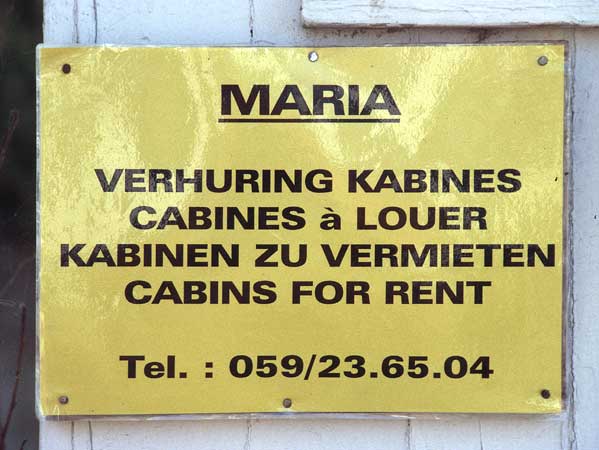 MARIA
VERHURING KABINES
CABINES à LOUER
KABINEN ZU VERMIETEN
CABINS FOR RENT
Tel. : 059/23.65.04